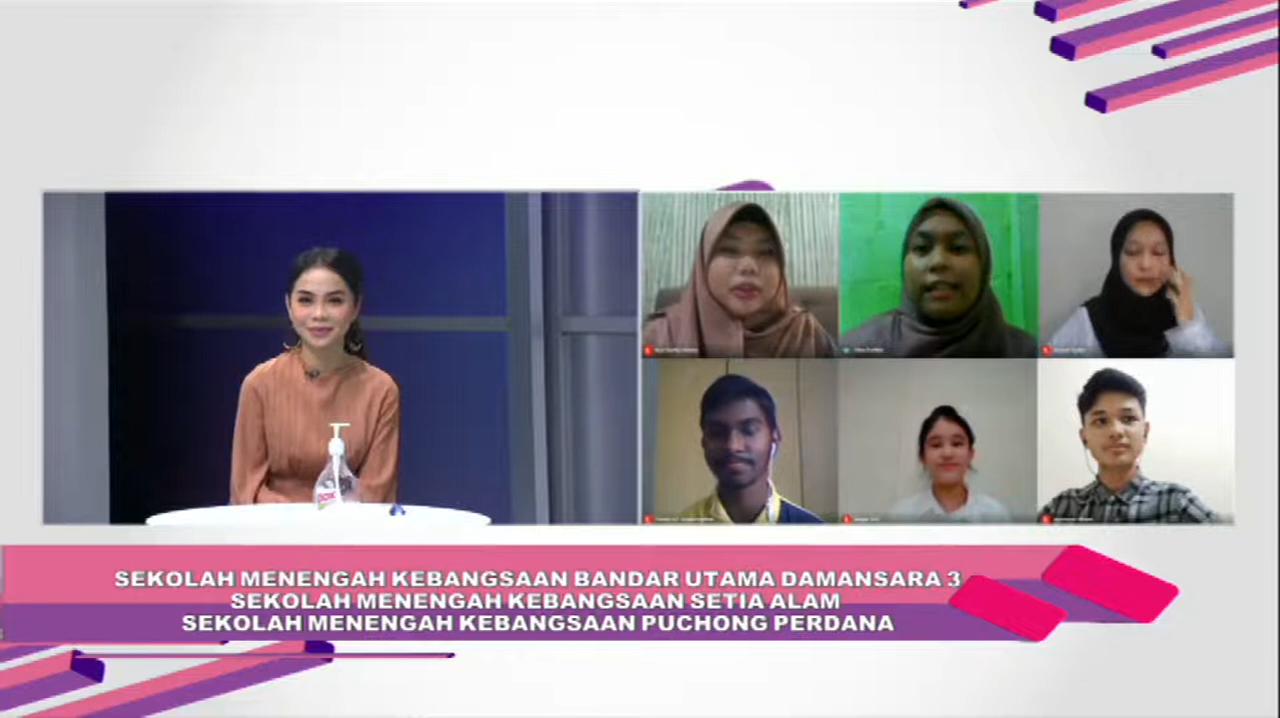 SEKOLAH MENENGAH KEBANGSAAN BANDAR UTAMA DAMANSARA 3
SEKOLAH MENENGAH KEBANGSAAN SETIA ALAM
SEKOLAH MENENGAH KEBANGSAAN PUCHONG PERDANA